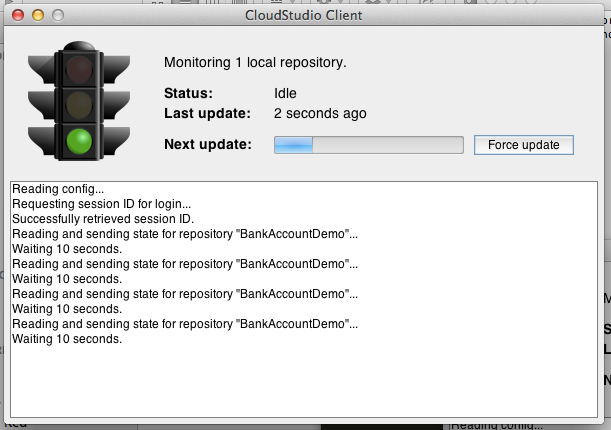 CloudStudio Client
Monitoring 1 local repository.
Status: Idle
Last update: 2 seconds ago
Next update: Force update
Reading config...
Requesting session ID for login...
Successfully retrieved session ID.
Reading and sending state for repository "BankAccountDemo"...
Waiting 10 seconds.
Reading and sending state for repository "BankAccountDemo"...
Waiting 10 seconds.
Reading and sending state for repository "BankAccountDemo"...
Waiting 10 seconds.
Reading and sending state for repository "BankAccountDemo"...
Waiting 10 seconds.
Reading config...